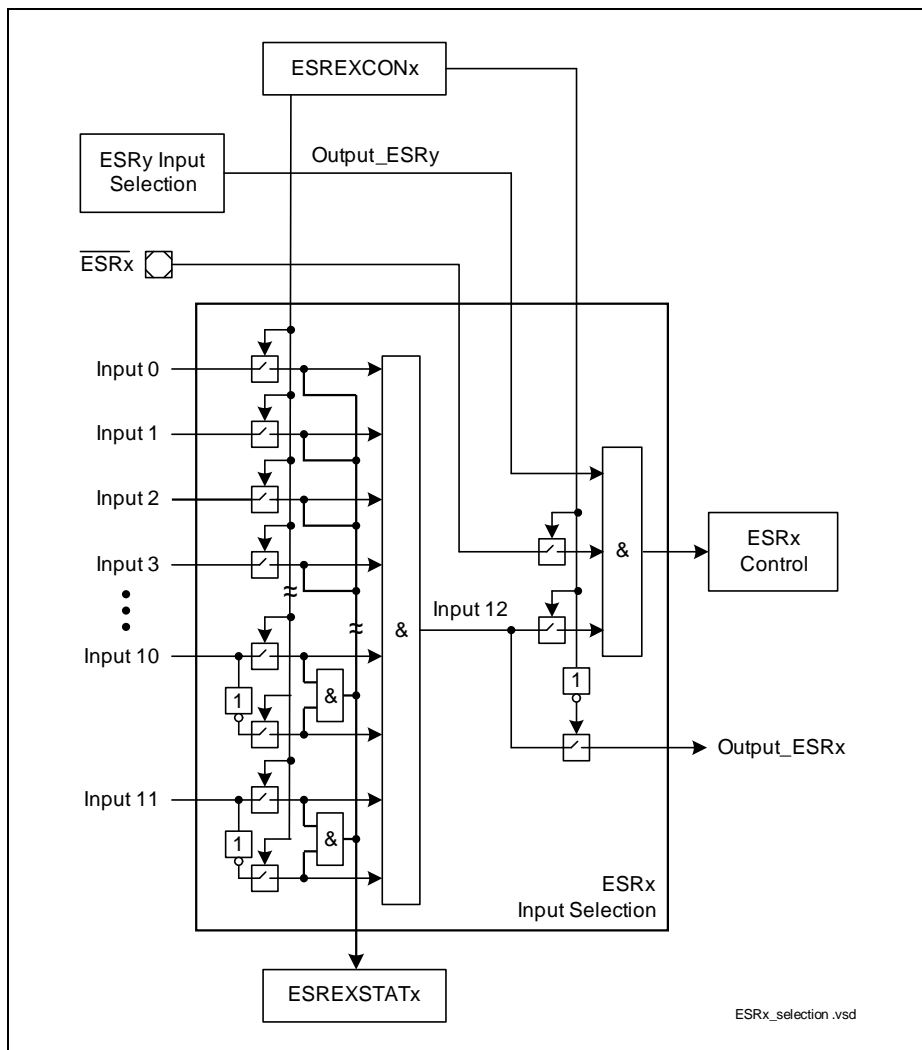 ESREXCONx
ESRy Input
Selection
Output_ESRy
ESRx
Input 0
Input 1
Input 2
Input 3
Input 10
Input 11
1
&
1
&
&
Input 12
&
1
ESRx
Control
Output_ESRx
ESRx
Input Selection
ESREXSTATx
ESRx_selection .vsd